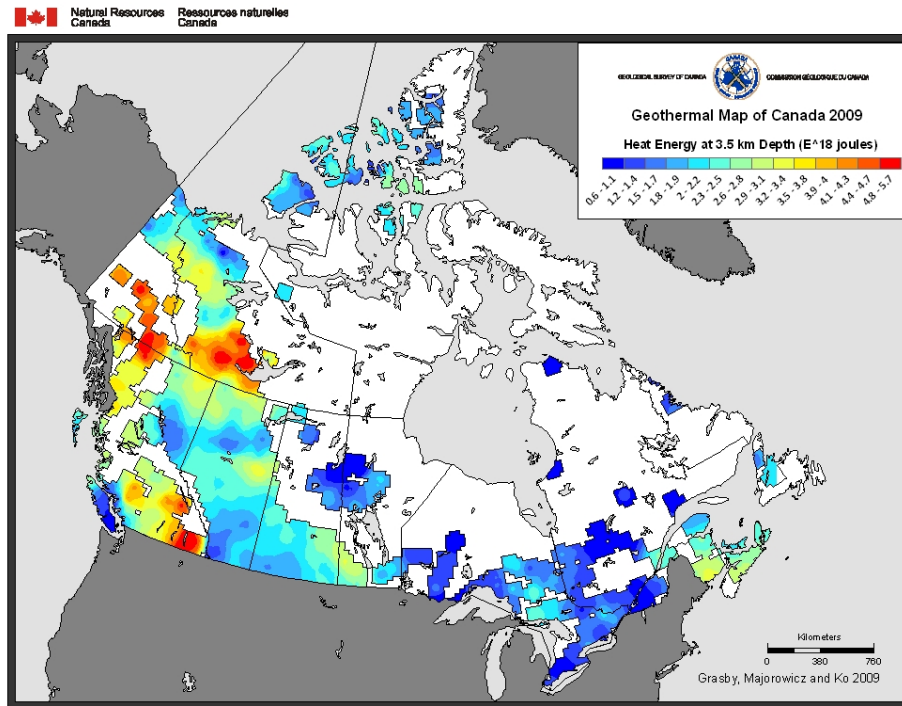 Natural Resources Ressources naturelles
Canada Canada
CANADA
GEOLOGICAL SURVEY OF CANADA COMMISSION GÉOLOGIQUE DU CANADA
Geothermal Map of Canada 2009
Heat Energy at 3.5 km Depth (E^18 joules)
0.6 - 1.1 1.2 - 1.4 1.5 - 1.7 1.8 - 1.9 2 - 2.2 2.3 - 2.5 2.6 - 2.8 2.9 - 3.1 3.2 - 3.4 3.5 - 3.8 3.9 - 4 4.1 - 4.3 4.4 - 4.7 4.8 - 5.7
Kilometers
0 380 760
Grasby, Majorowicz and Ko 2009